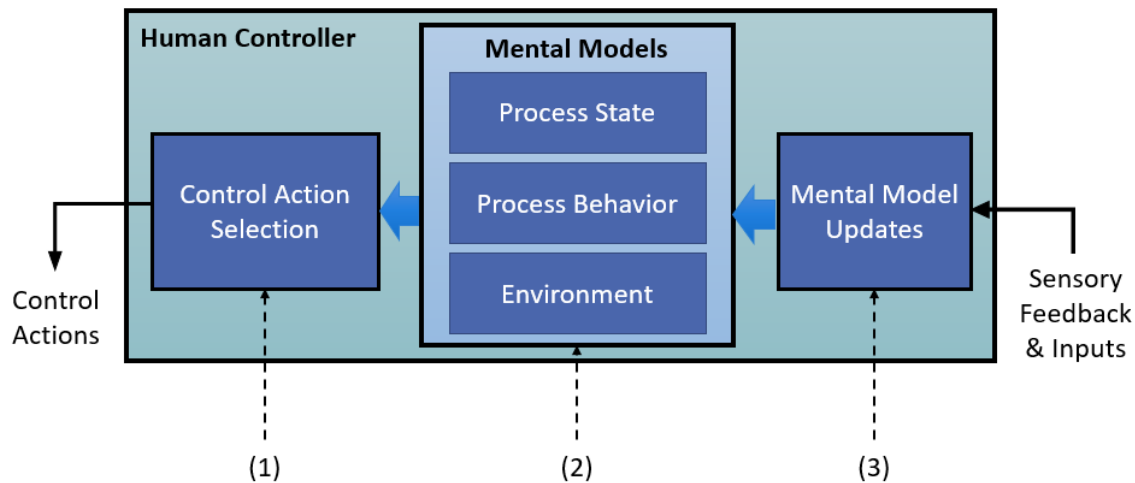 Human Controller
Mental Models
Process State
Process Behavior
Environment
Control Action
Selection
Mental Model
Updates
Control
Actions
Sensory
Feedback
& Inputs
(1)
(2)
(3)